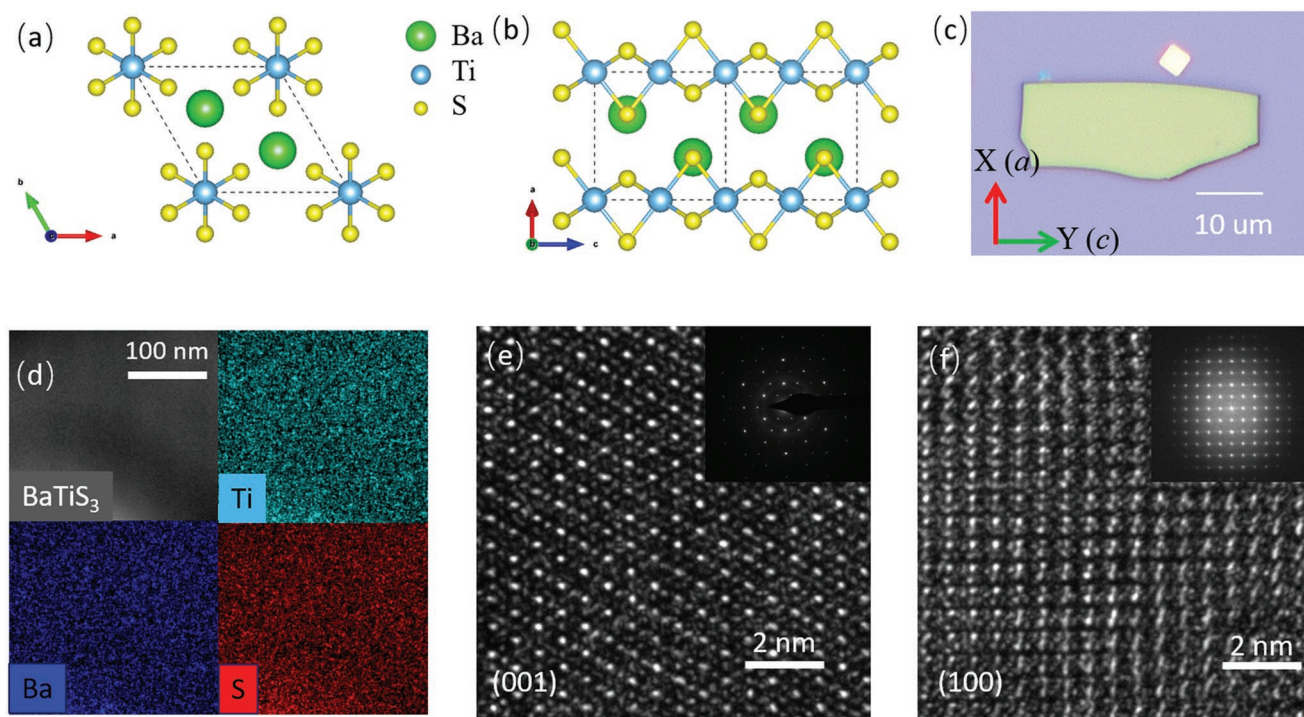 (a)
b
c
a
Ba
Ti
S
(b)
a
b
c
(c)
X (a)
Y (c)
10 um
(d)
100 nm
BaTiS₃
Ti
Ba
S
(e)
2 nm
(001)
(f)
2 nm
(100)